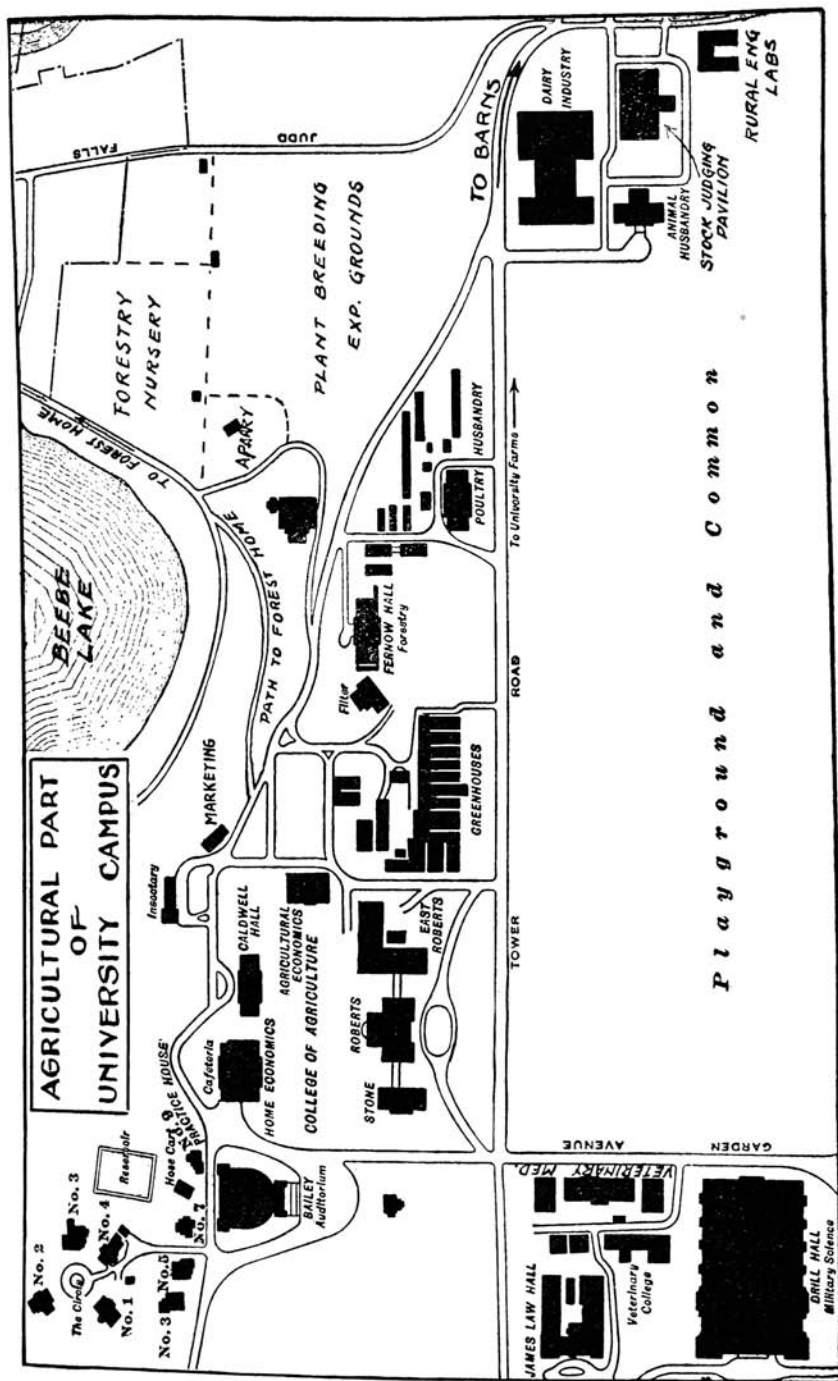 AGRICULTURAL PART
OF
UNIVERSITY CAMPUS
BEEBE
LAKE
TO FOREST HOME
PATH TO FOREST HOME
FORESTRY
NURSERY
APARRY
FALLS
JUDD
PLANT BREEDING
EXP. GROUNDS
TO BARNS
DAIRY
INDUSTRY
RURAL ENG
LABS
STOCK JUDGING
PAVILION
ANIMAL
HUSBANDRY
POULTRY
HUSBANDRY
To University Farms
FERNOW HALL
Forestry
Filter
GREENHOUSES
MARKETING
Insectary
CALDWELL
HALL
AGRICULTURAL
ECONOMICS
COLLEGE OF AGRICULTURE
EAST
ROBERTS
ROBERTS
STONE
Cafeteria
HOME ECONOMICS
PRACTICE HOUSE
Hose Cart 9
Reservoir
No. 2
No. 3
No. 4
The Circle
No. 1
No. 3
No. 5
No. 7
BAILEY
Auditorium
TOWER
ROAD
GARDEN
AVENUE
VETERINARY MED.
JAMES LAW HALL
Veterinary
College
DRILL HALL
Military Science
Playground and Common